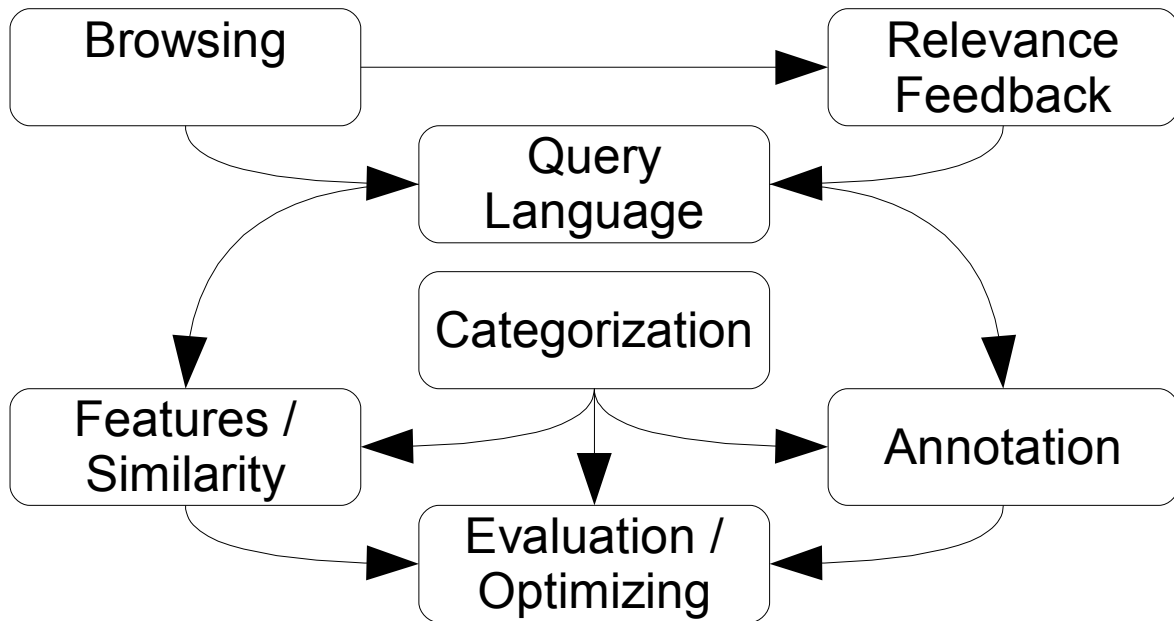 Browsing
Relevance
Feedback
Query
Language
Categorization
Features /
Similarity
Annotation
Evaluation /
Optimizing